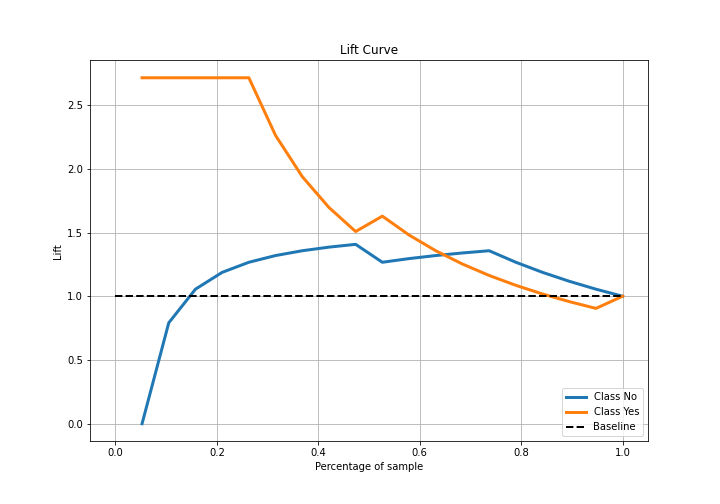 Lift Curve
Lift
2.5
2.0
1.5
1.0
0.5
0.0
0.0 0.2 0.4 0.6 0.8 1.0
Percentage of sample
Class No
Class Yes
Baseline